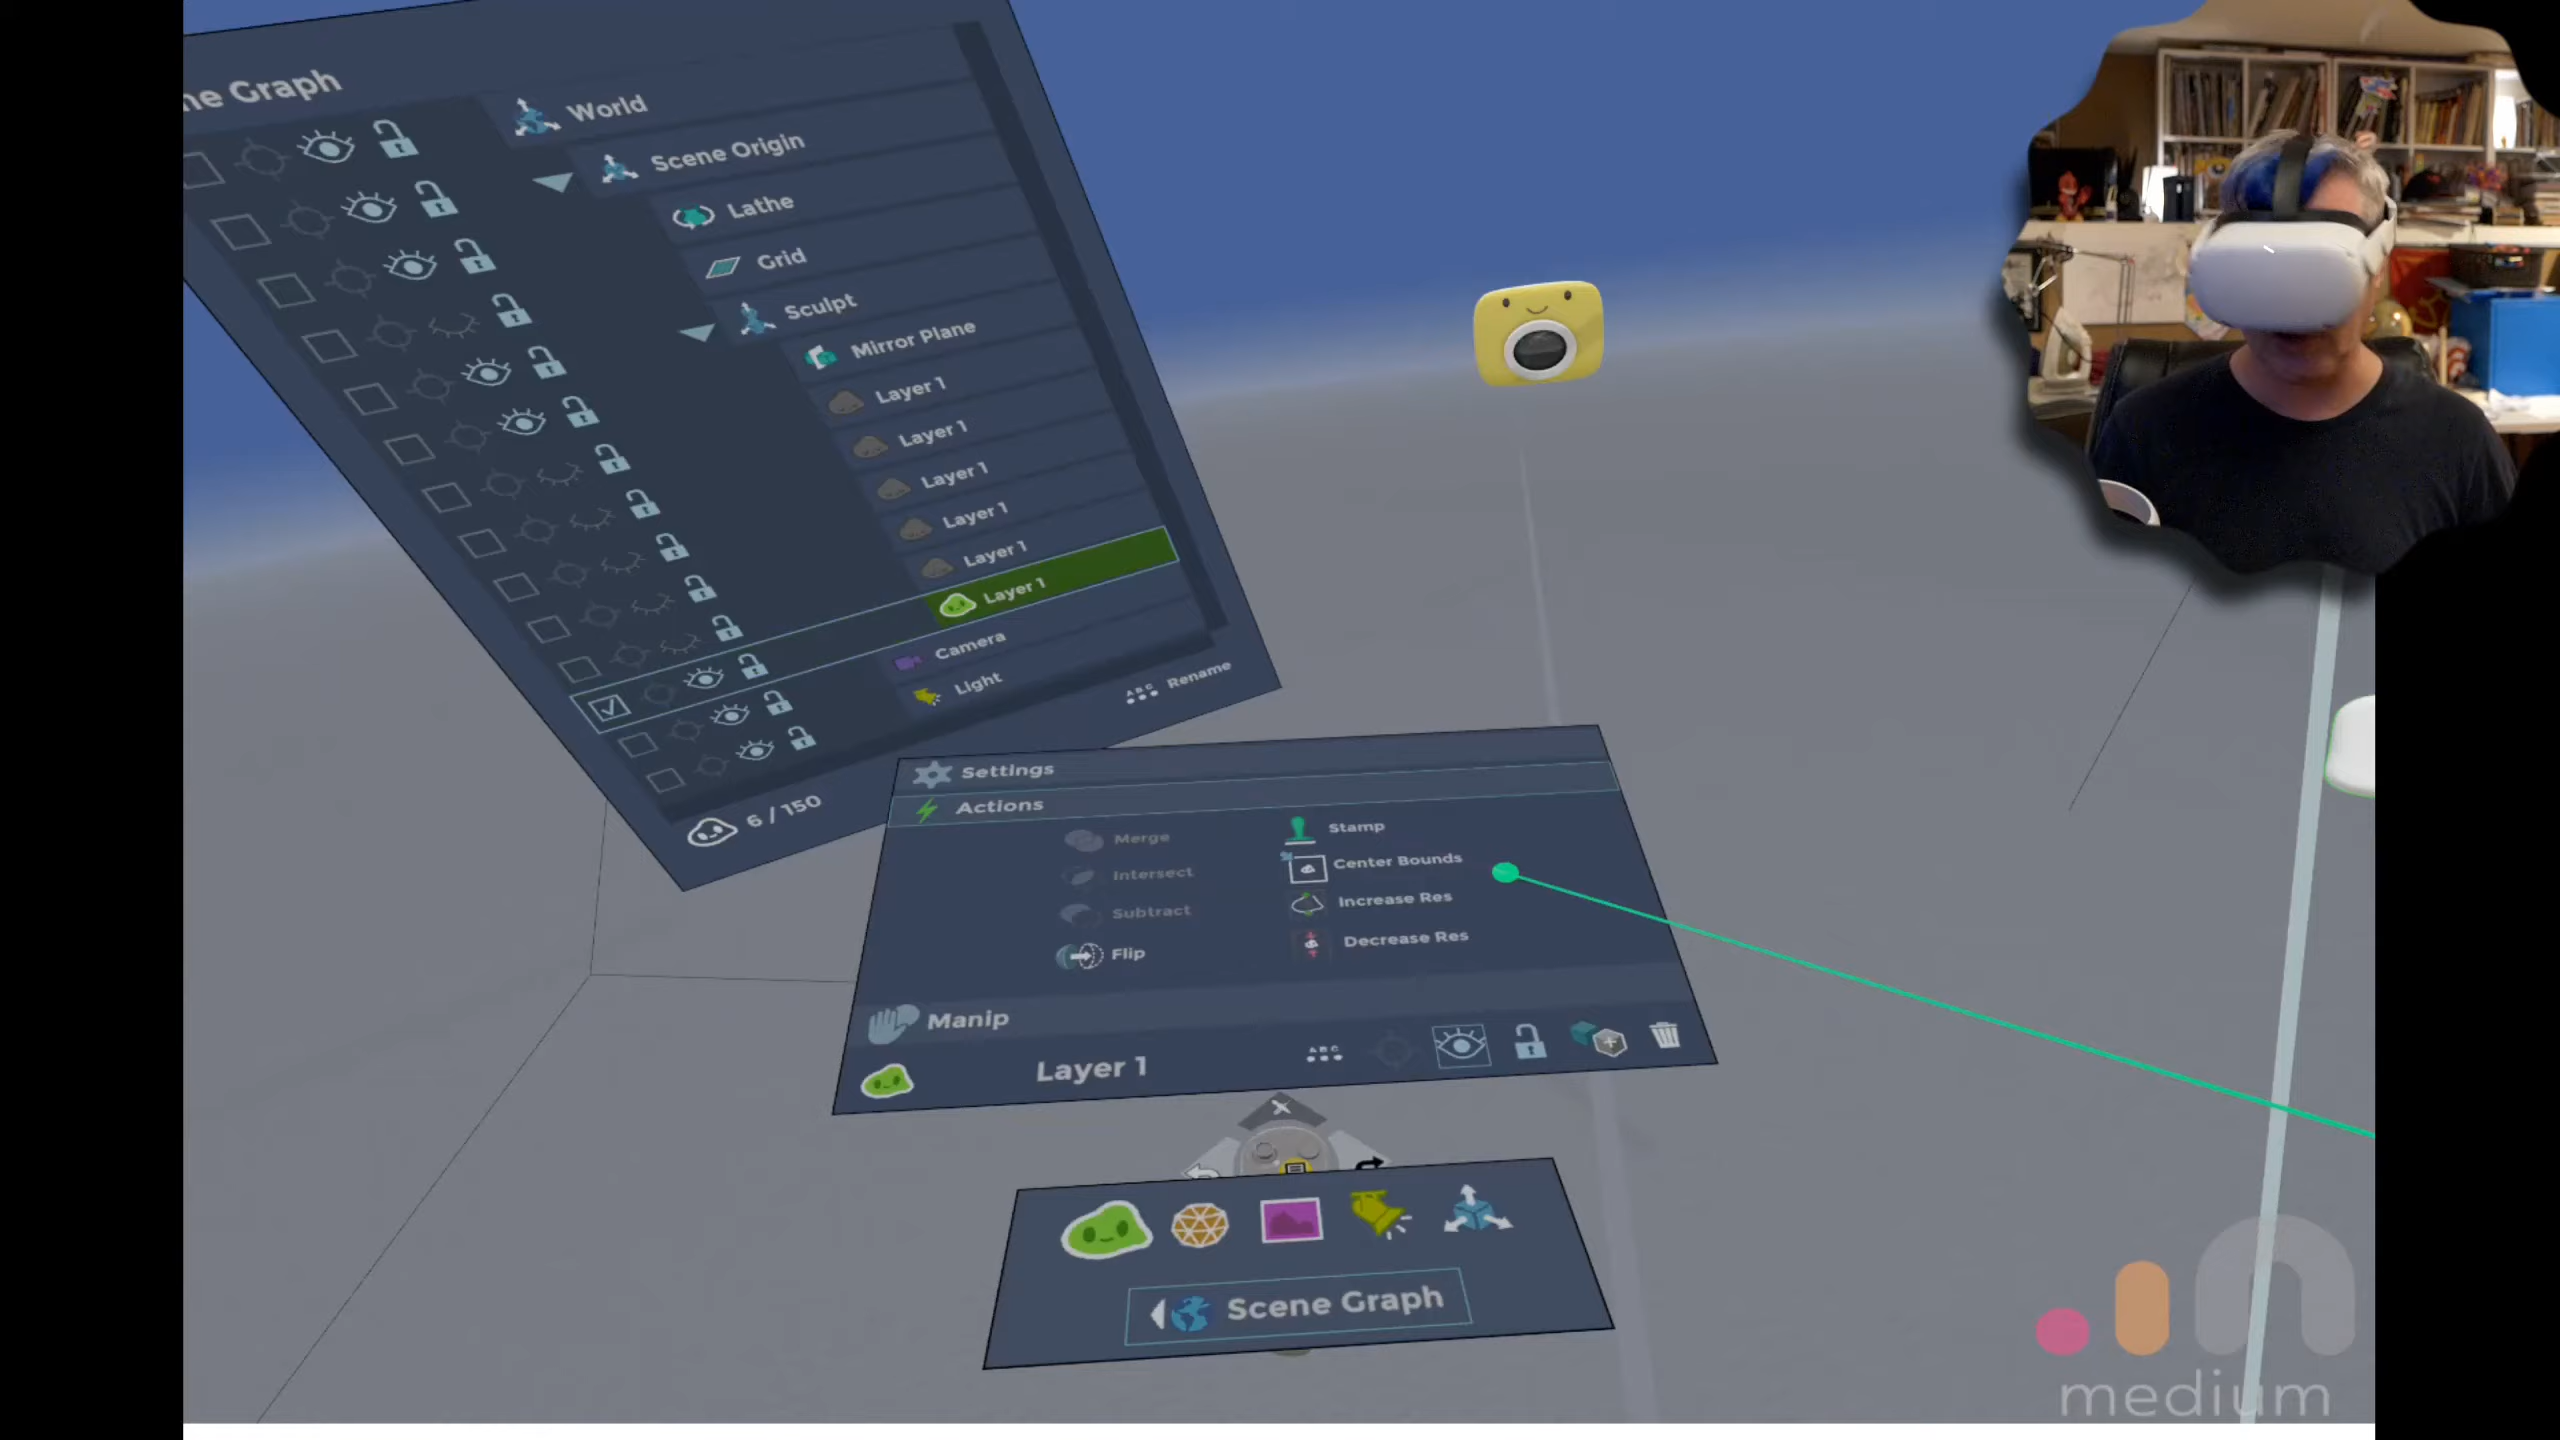 ne Graph
World
Scene Origin
Lathe
Grid
Sculpt
Mirror Plane
Layer 1
Layer 1
Layer 1
Layer 1
Layer 1
Layer 1
Camera
Light
ABC Rename
6 / 150
Settings
Actions
Merge
Stamp
Intersect
Center Bounds
Subtract
Increase Res
Flip
Decrease Res
Manip
Layer 1
ABC
Scene Graph
medium